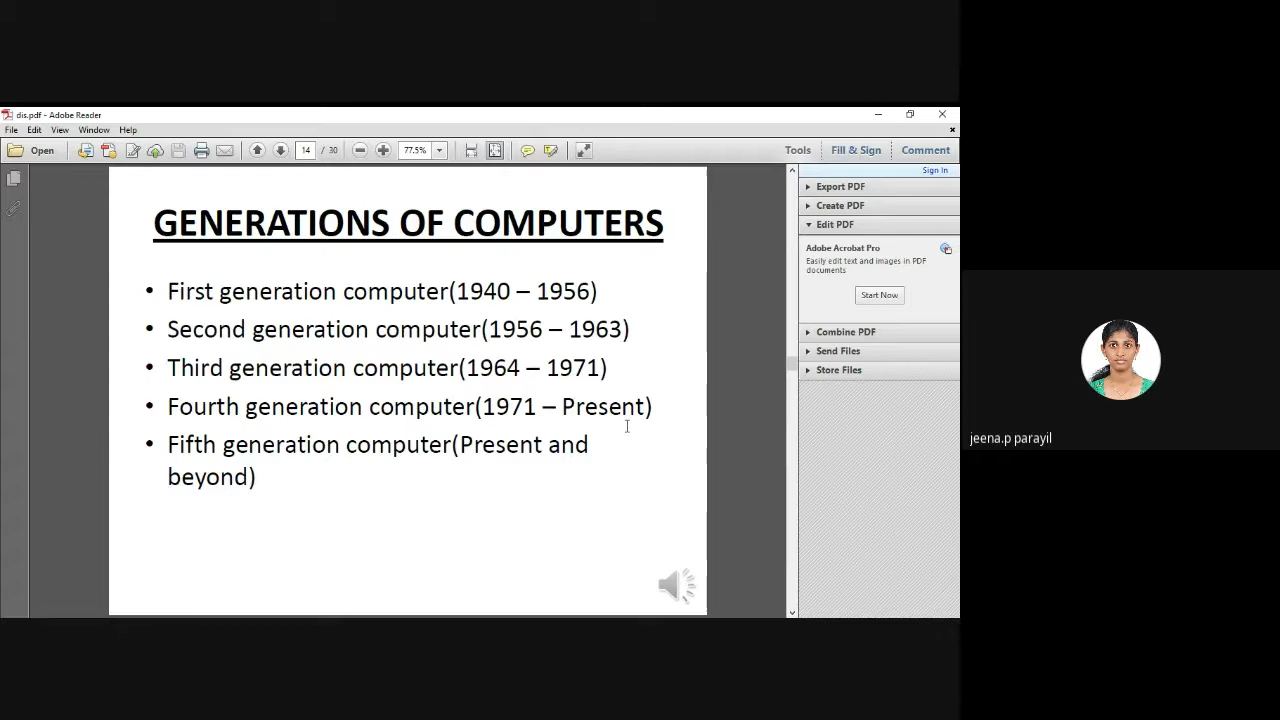 dis.pdf - Adobe Reader
File Edit View Window Help
Open 14 / 30 77.5% Tools Fill & Sign Comment
Sign In
GENERATIONS OF COMPUTERS
• First generation computer(1940 – 1956)
• Second generation computer(1956 – 1963)
• Third generation computer(1964 – 1971)
• Fourth generation computer(1971 – Present)
• Fifth generation computer(Present and
beyond)
Export PDF
Create PDF
Edit PDF
Adobe Acrobat Pro
Easily edit text and images in PDF
documents
Start Now
Combine PDF
Send Files
Store Files
jeena.p parayil